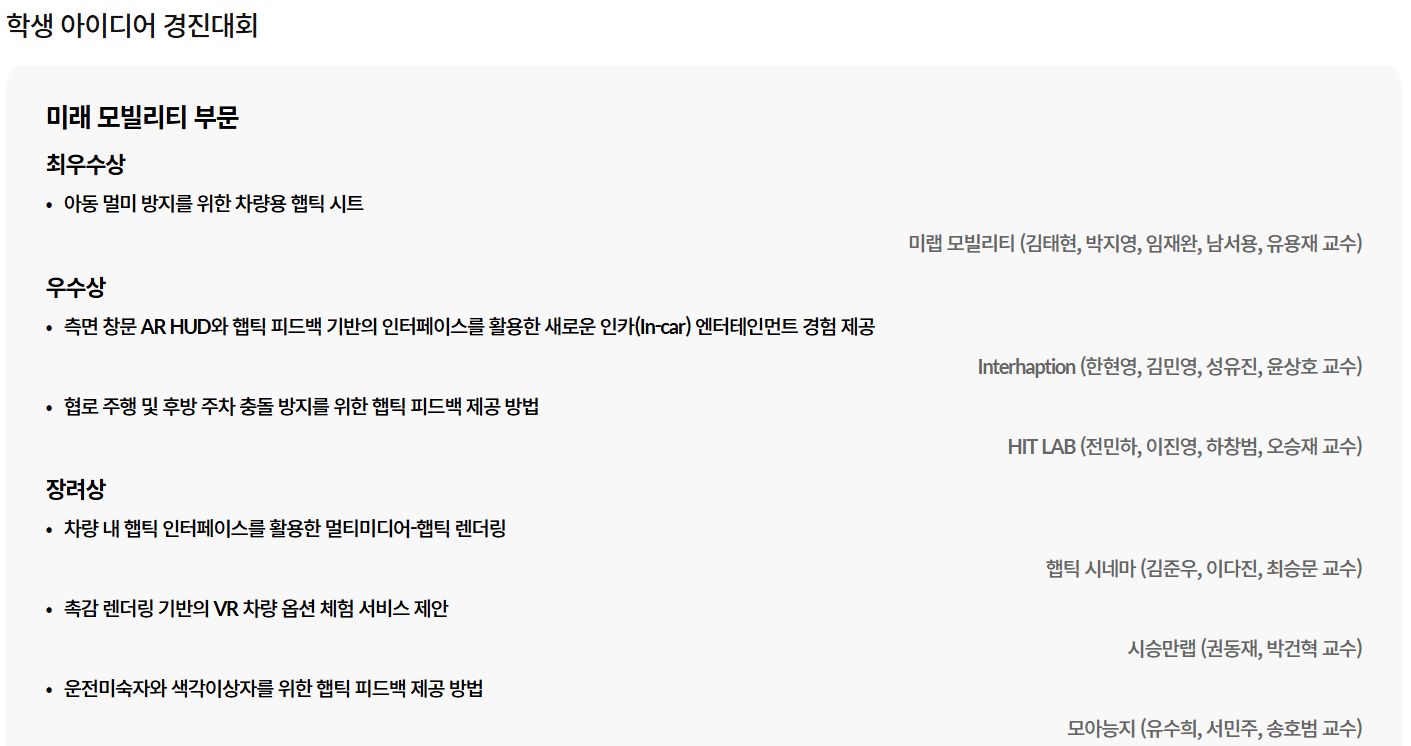 학생 아이디어 경진대회
미래 모빌리티 부문
최우수상
• 아동 멀미 방지를 위한 차량용 햅틱 시트
미랩 모빌리티 (김태현, 박지영, 임재완, 남서용, 유용재 교수)
우수상
• 측면 창문 AR HUD와 햅틱 피드백 기반의 인터페이스를 활용한 새로운 인카(In-car) 엔터테인먼트 경험 제공
Interhaption (한현영, 김민영, 성유진, 윤상호 교수)
• 협로 주행 및 후방 주차 충돌 방지를 위한 햅틱 피드백 제공 방법
HIT LAB (전민하, 이진영, 하창범, 오승재 교수)
장려상
• 차량 내 햅틱 인터페이스를 활용한 멀티미디어-햅틱 렌더링
햅틱 시네마 (김준우, 이다진, 최승문 교수)
• 촉감 렌더링 기반의 VR 차량 옵션 체험 서비스 제안
시승만랩 (권동재, 박건혁 교수)
• 운전미숙자와 색각이상자를 위한 햅틱 피드백 제공 방법
모아능지 (유수희, 서민주, 송호범 교수)